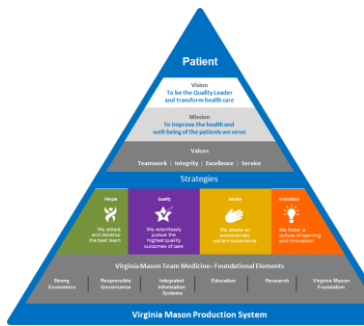 Patient
Vision
To be the Quality Leader
and transform health care
Mission
To improve the health and
well-being of the patients we serve
Values
Teamwork | Integrity | Excellence | Service
Strategies
People
Quality
Service
Innovation
We attract
and develop
the best team
We relentlessly
pursue the
highest quality
outcomes of care
We create an
extraordinary
patient experience
We foster a
culture of learning
and innovation
Virginia Mason Team Medicine- Foundational Elements
Strong
Economics
Responsible
Governance
Integrated
Information
Systems
Education
Research
Virginia Mason
Foundation
Virginia Mason Production System